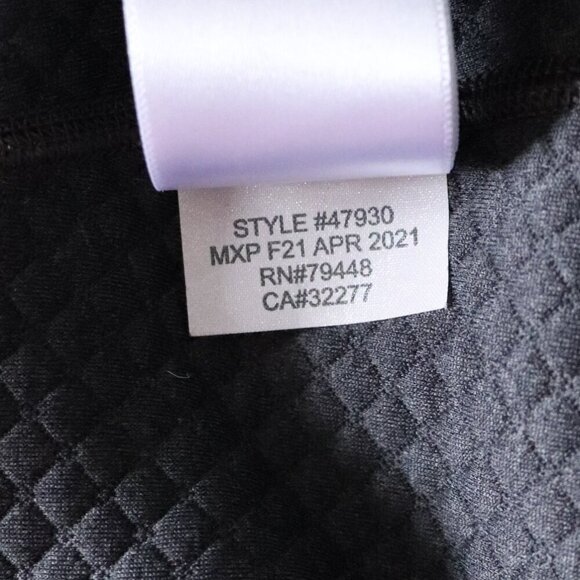 STYLE #47930
MXP F21 APR 2021
RN#79448
CA#32277